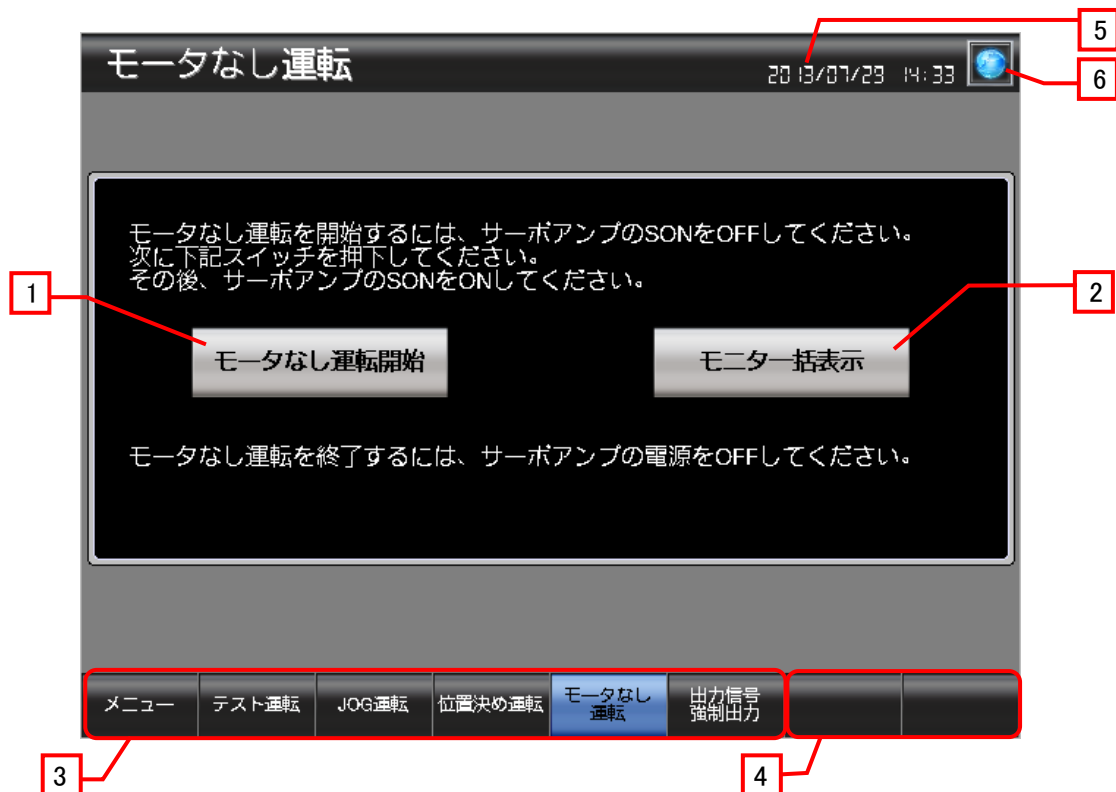 5
モータなし運転
2013/07/29 14:33
6
モータなし運転を開始するには、サーボアンプのSONをOFFしてください。
次に下記スイッチを押下してください。
その後、サーボアンプのSONをONしてください。
1
2
モータなし運転開始
モニタ一括表示
モータなし運転を終了するには、サーボアンプの電源をOFFしてください。
メニュー
テスト運転
JOG運転
位置決め運転
モータなし
運転
出力信号
強制出力
3
4